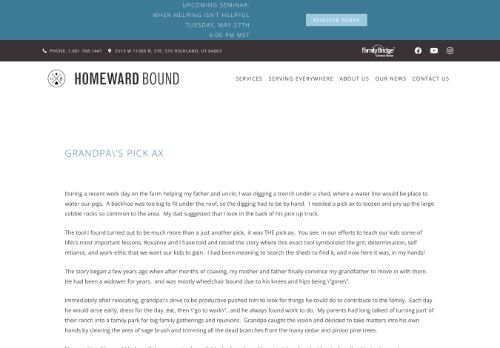 UPCOMING SEMINAR:
WHEN HELPING ISN'T HELPFUL
TUESDAY, MAY 27TH
6:00 PM MST
REGISTER TODAY
PHONE: 1.801.768.1441
5513 W 11000 N, STE. 316 HIGHLAND, UT 84003
FamilyBridge
HOMEWARD BOUND
SERVICES
SERVING EVERYWHERE
ABOUT US
OUR NEWS
CONTACT US
GRANDPA\'S PICK AX
During a recent work day on the farm helping my father and uncle, I was digging a trench under a shed, where a water line would be place to
water our pigs. A backhoe was too big to fit under the roof, so the digging had to be by hand. I needed a pick ax to loosen and pry up the large
cobble rocks so common to the area. My dad suggested that I look in the back of his pick up truck.
The tool I found turned out to be much more than a just another pick, it was THE pick ax. You see, in our efforts to teach our kids some of
life\'s most important lessons, Roxanne and I have told and retold the story where this exact tool symbolized the grit, determination, self
reliance, and work ethic that we want our kids to gain. I had been meaning to search the sheds to find it, and now here it was, in my hands!
The story began a few years ago when after months of coaxing, my mother and father finally convince my grandfather to move in with them.
He had been a widower for years, and was mostly wheelchair bound due to his knees and hips being \"gone\".
Immediately after relocating, grandpa\'s drive to be productive pushed him to look for things he could do to contribute to the family. Each day
he would arise early, dress for the day, eat, then \"go to work\"...and he always found work to do. My parents had long talked of turning part of
their ranch into a family park for big family gatherings and reunions. Grandpa caught the vision and decided to take matters into his own
hands by clearing the area of sage brush and trimming all the dead branches from the many cedar and pinion pine trees.